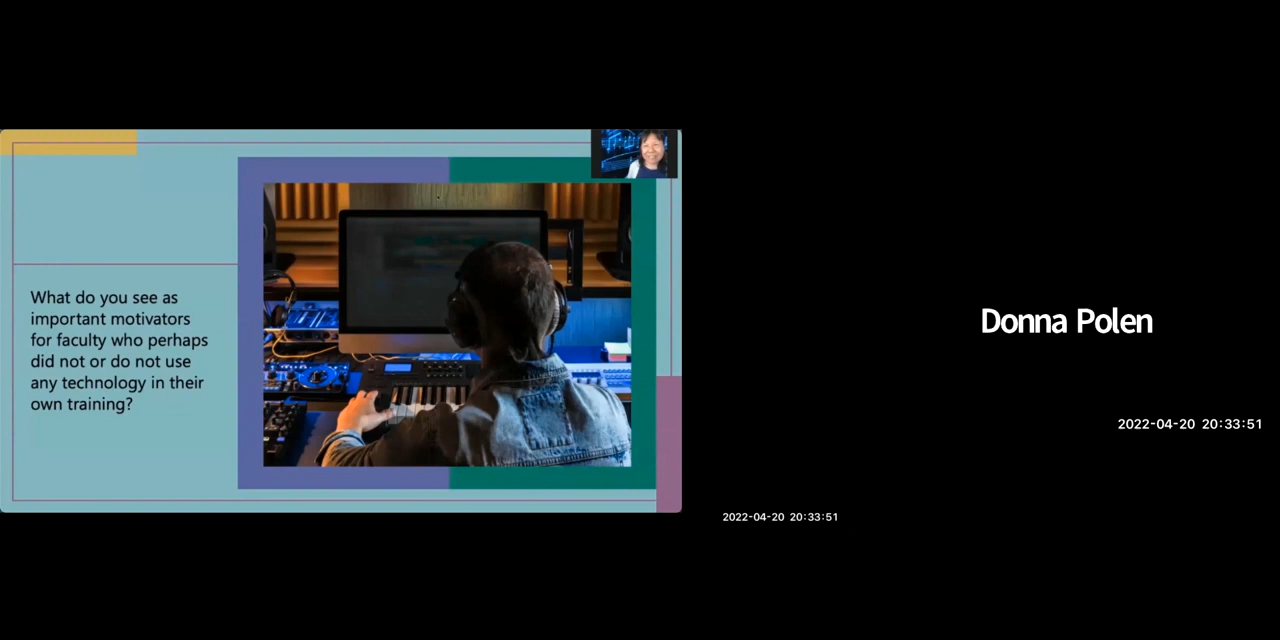 What do you see as
important motivators
for faculty who perhaps
did not or do not use
any technology in their
own training?
Donna Polen
2022-04-20 20:33:51
2022-04-20 20:33:51